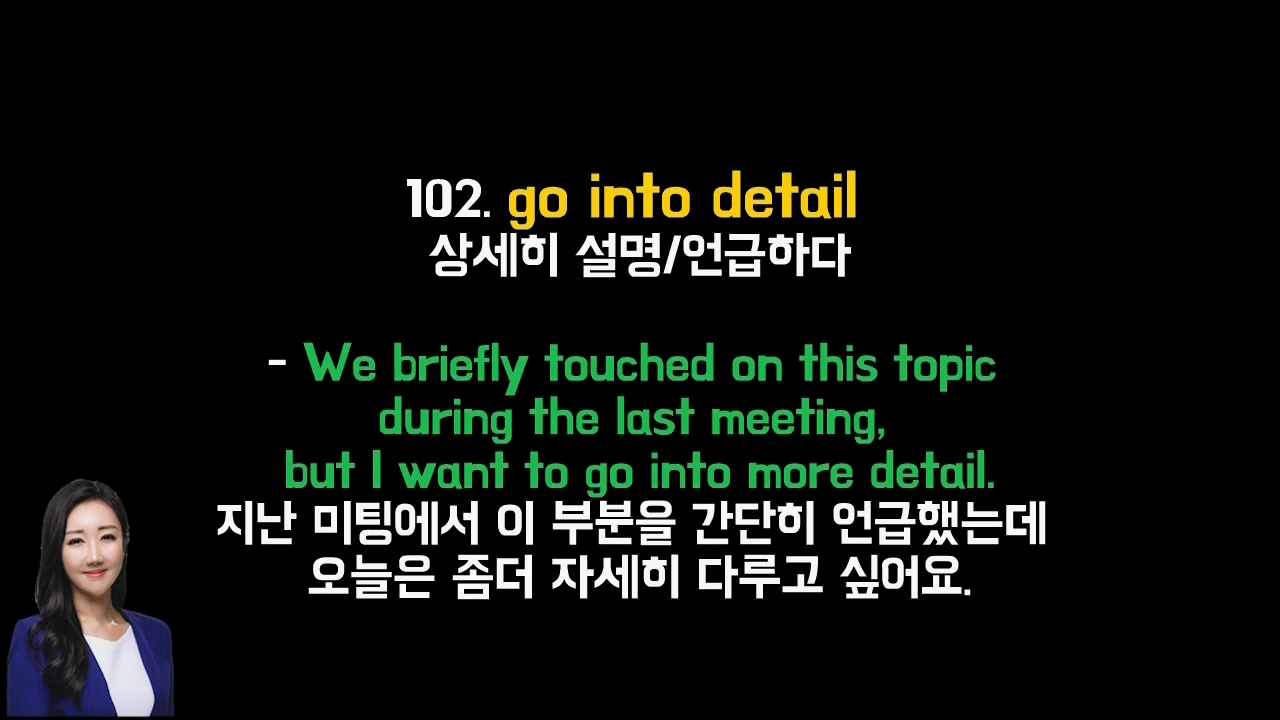 102. go into detail
상세히 설명/언급하다
- We briefly touched on this topic
during the last meeting,
but I want to go into more detail.
지난 미팅에서 이 부분을 간단히 언급했는데
오늘은 좀더 자세히 다루고 싶어요.